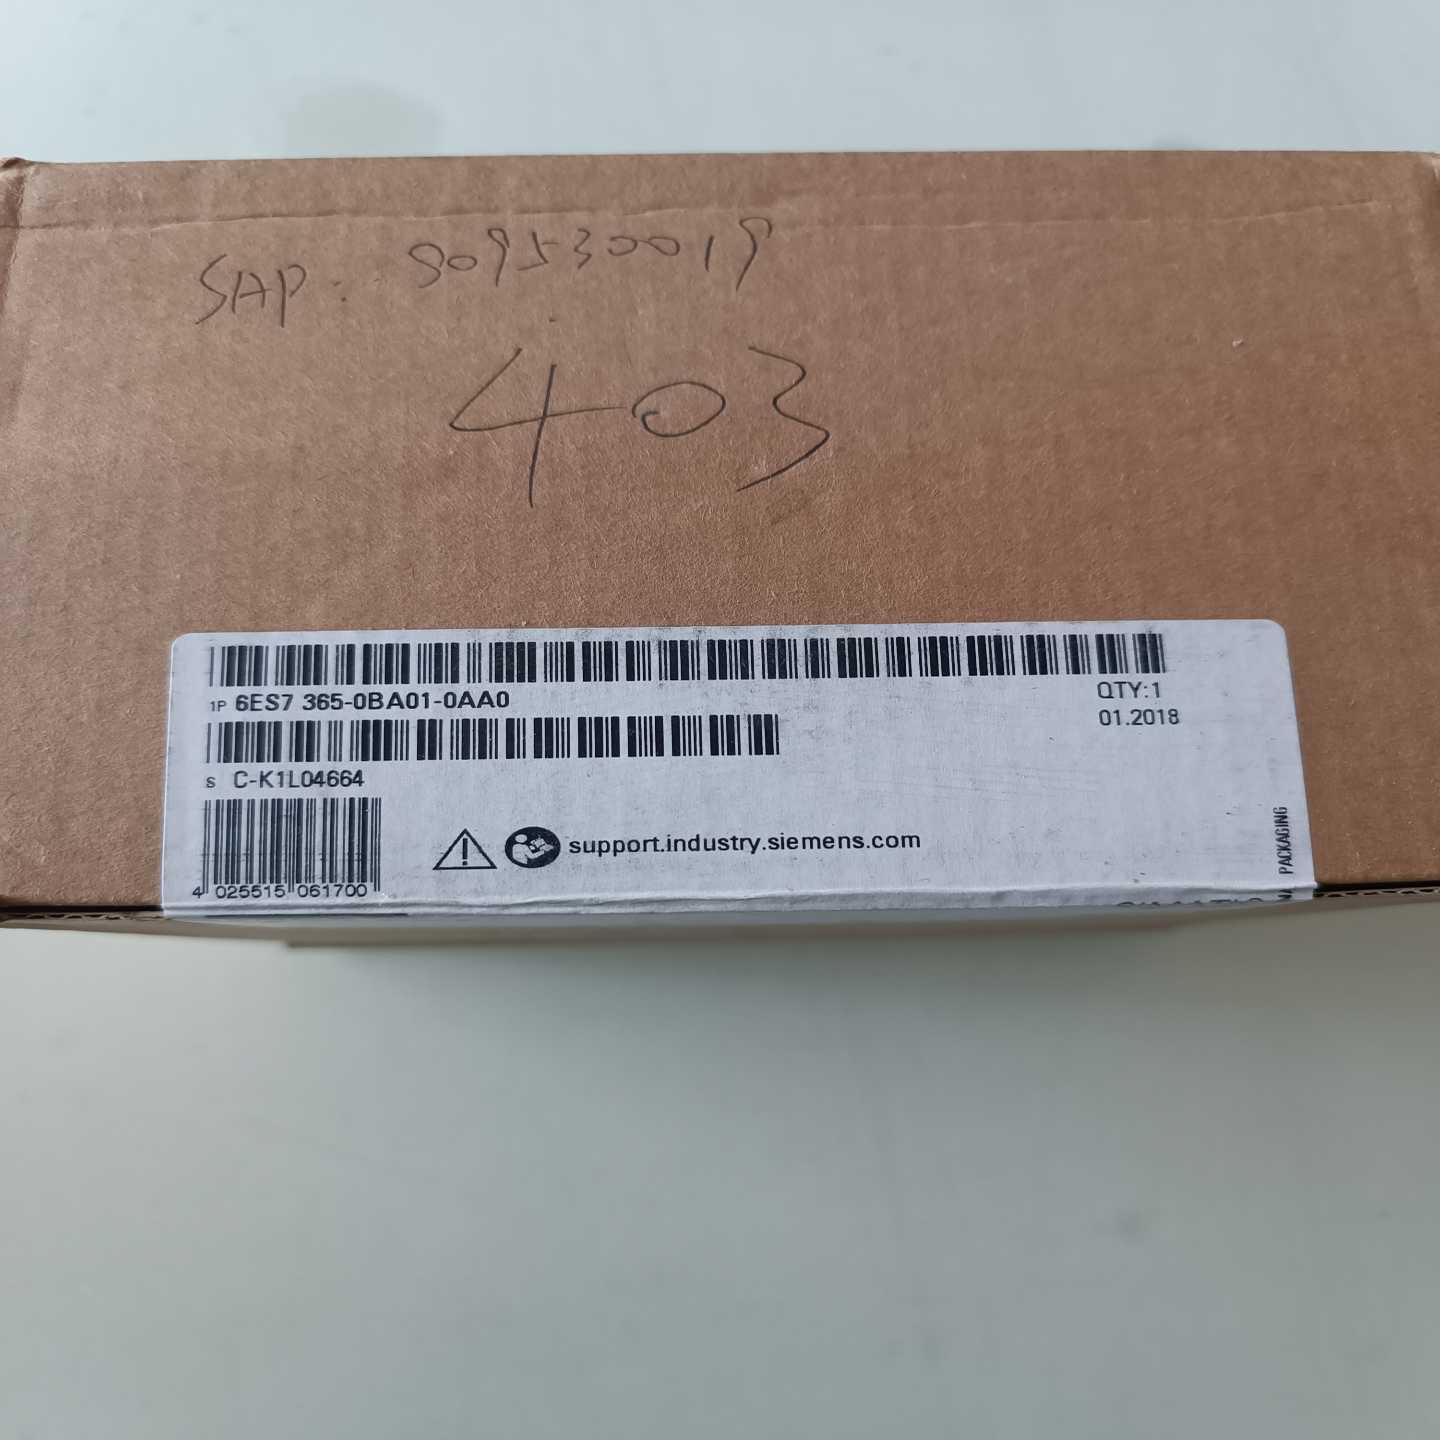 SAP: 809530019
403
1P 6ES7 365-0BA01-0AA0
QTY:1
01.2018
S C-K1L04664
support.industry.siemens.com
4 025515 061700
PACKAGING